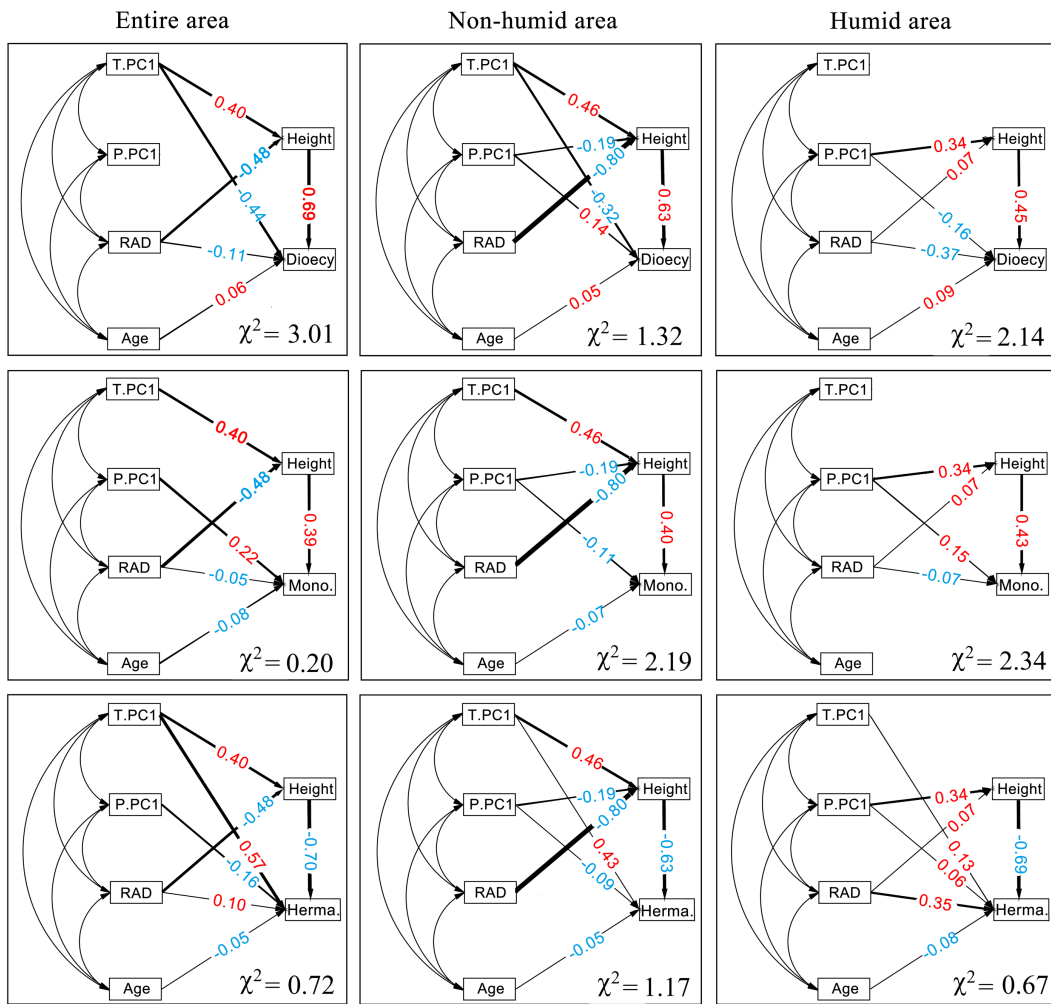 Entire area
Non-humid area
Humid area
T.PC1
0.40
Height
P.PC1
-0.48
-0.44
0.69
RAD
-0.11
Dioecy
0.06
Age
χ² = 3.01
T.PC1
0.46
Height
P.PC1
-0.19
-0.80
-0.32
0.63
0.14
RAD
Dioecy
0.05
Age
χ² = 1.32
T.PC1
Height
0.34
P.PC1
0.07
0.45
-0.16
RAD
-0.37
Dioecy
0.09
Age
χ² = 2.14
T.PC1
0.40
Height
P.PC1
-0.48
0.39
0.22
RAD
-0.05
Mono.
-0.08
Age
χ² = 0.20
T.PC1
0.46
Height
P.PC1
-0.19
-0.80
0.40
-0.11
RAD
Mono.
-0.07
Age
χ² = 2.19
T.PC1
Height
0.34
P.PC1
0.07
0.43
0.15
RAD
-0.07
Mono.
Age
χ² = 2.34
T.PC1
0.40
Height
P.PC1
-0.48
-0.70
0.57
-0.16
RAD
0.10
Herma.
-0.05
Age
χ² = 0.72
T.PC1
0.46
Height
P.PC1
-0.19
-0.80
-0.63
0.43
-0.09
RAD
Herma.
-0.05
Age
χ² = 1.17
T.PC1
Height
0.34
P.PC1
0.07
0.13
-0.69
0.06
RAD
0.35
Herma.
-0.08
Age
χ² = 0.67